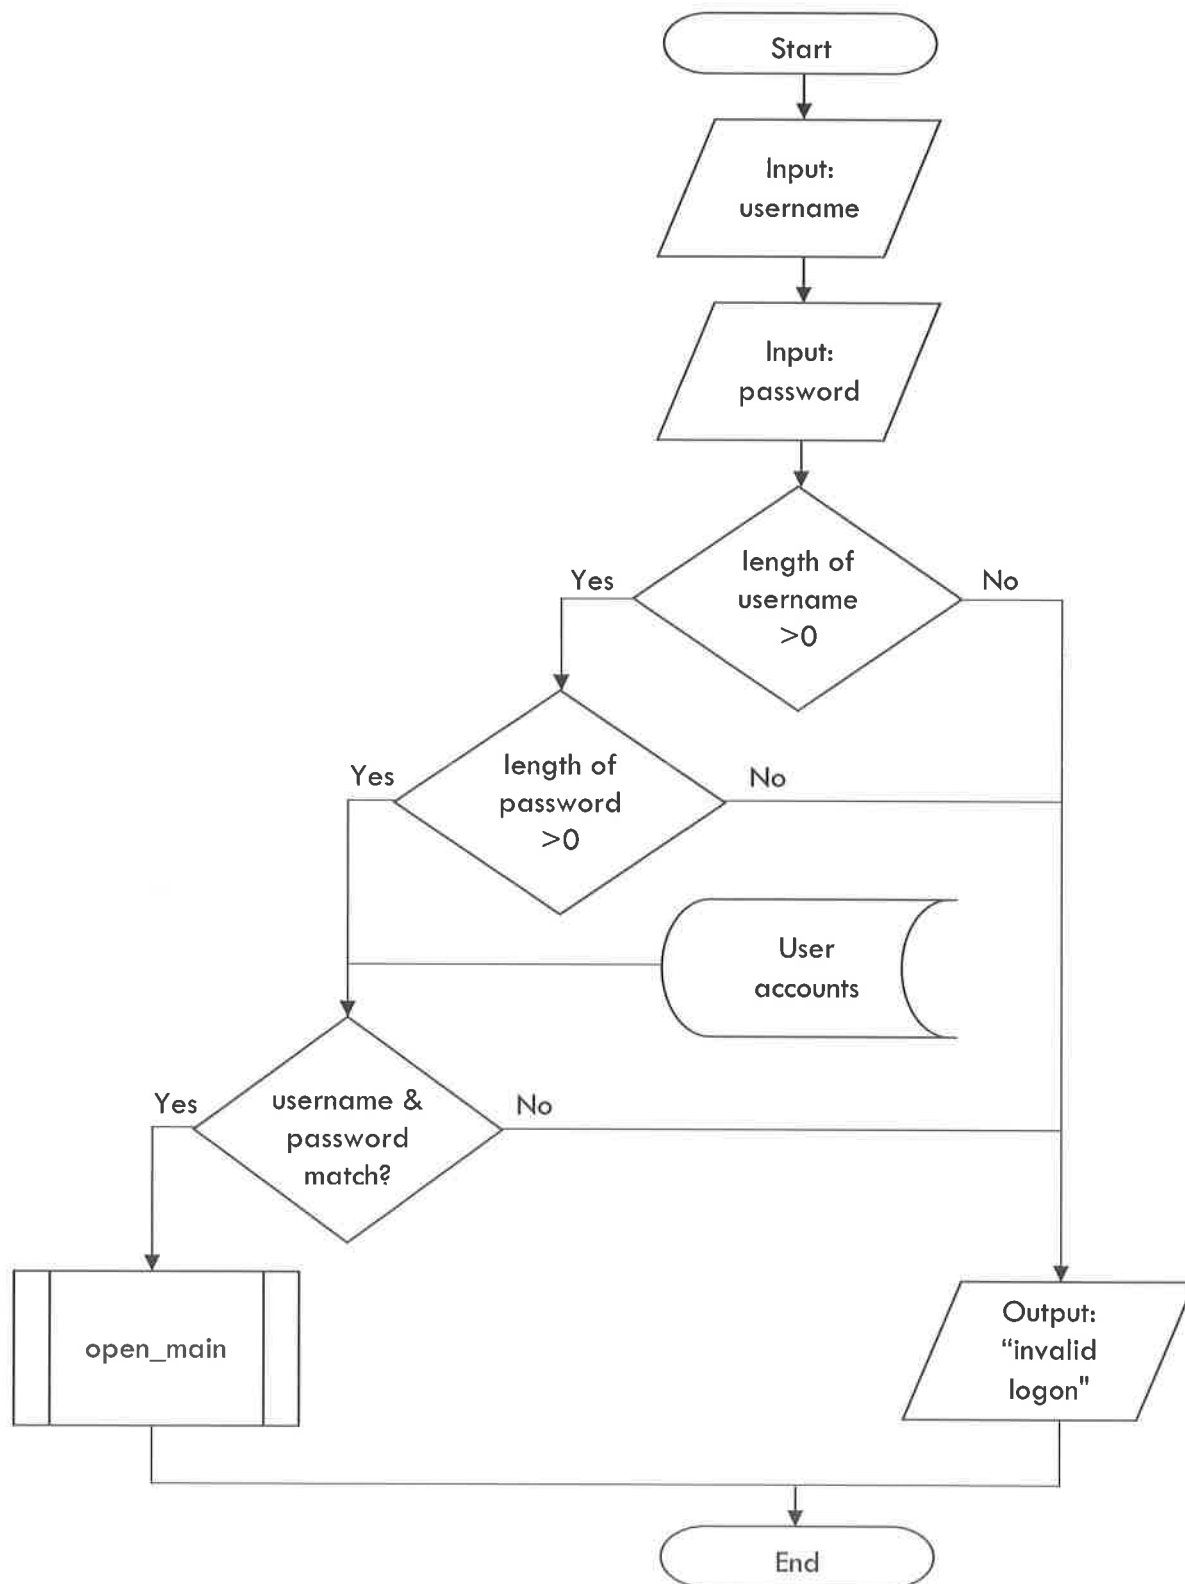 Start
Input:
username
Input:
password
length of
username
>0
Yes
No
length of
password
>0
Yes
No
User
accounts
username &
password
match?
Yes
No
open_main
Output:
“invalid
logon"
End